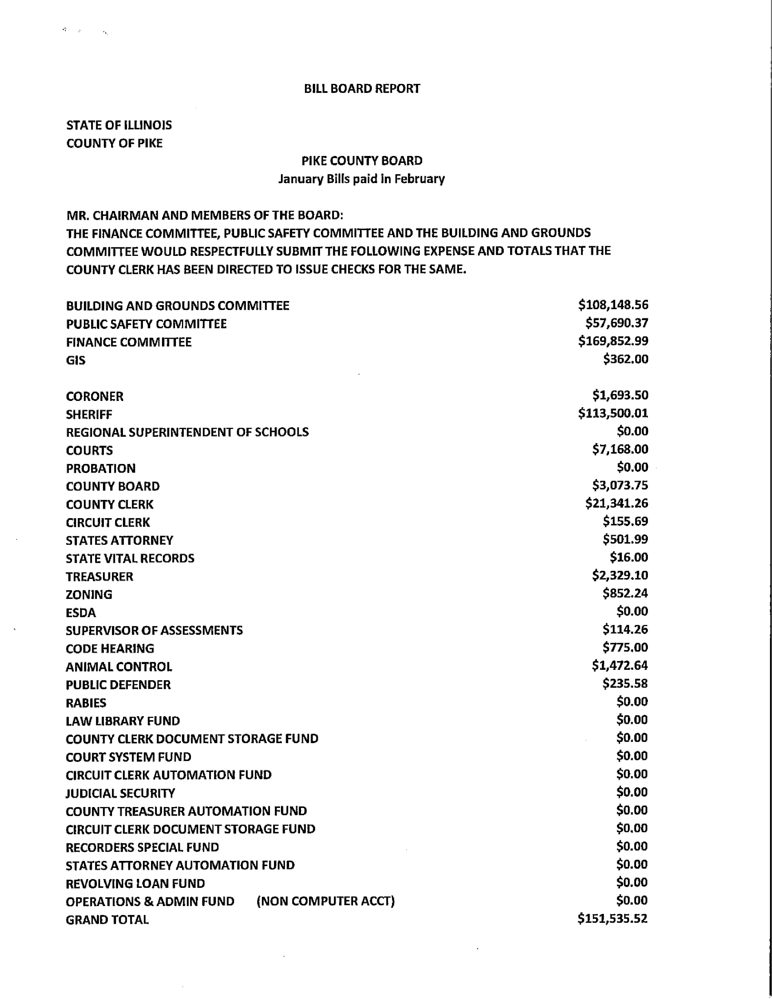 BILL BOARD REPORT
STATE OF ILLINOIS
COUNTY OF PIKE
PIKE COUNTY BOARD
January Bills paid in February
MR. CHAIRMAN AND MEMBERS OF THE BOARD:
THE FINANCE COMMITTEE, PUBLIC SAFETY COMMITTEE AND THE BUILDING AND GROUNDS
COMMITTEE WOULD RESPECTFULLY SUBMIT THE FOLLOWING EXPENSE AND TOTALS THAT THE
COUNTY CLERK HAS BEEN DIRECTED TO ISSUE CHECKS FOR THE SAME.
BUILDING AND GROUNDS COMMITTEE $108,148.56
PUBLIC SAFETY COMMITTEE $57,690.37
FINANCE COMMITTEE $169,852.99
GIS $362.00
CORONER $1,693.50
SHERIFF $113,500.01
REGIONAL SUPERINTENDENT OF SCHOOLS $0.00
COURTS $7,168.00
PROBATION $0.00
COUNTY BOARD $3,073.75
COUNTY CLERK $21,341.26
CIRCUIT CLERK $155.69
STATES ATTORNEY $501.99
STATE VITAL RECORDS $16.00
TREASURER $2,329.10
ZONING $852.24
ESDA $0.00
SUPERVISOR OF ASSESSMENTS $114.26
CODE HEARING $775.00
ANIMAL CONTROL $1,472.64
PUBLIC DEFENDER $235.58
RABIES $0.00
LAW LIBRARY FUND $0.00
COUNTY CLERK DOCUMENT STORAGE FUND $0.00
COURT SYSTEM FUND $0.00
CIRCUIT CLERK AUTOMATION FUND $0.00
JUDICIAL SECURITY $0.00
COUNTY TREASURER AUTOMATION FUND $0.00
CIRCUIT CLERK DOCUMENT STORAGE FUND $0.00
RECORDERS SPECIAL FUND $0.00
STATES ATTORNEY AUTOMATION FUND $0.00
REVOLVING LOAN FUND $0.00
OPERATIONS & ADMIN FUND (NON COMPUTER ACCT) $0.00
GRAND TOTAL $151,535.52